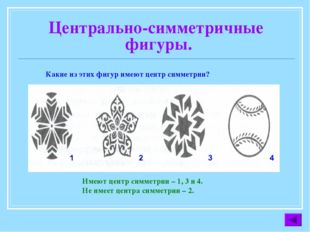 Центрально-симметричные
фигуры.
Какие из этих фигур имеют центр симметрии?
1 2 3 4
Имеют центр симметрии – 1, 3 и 4.
Не имеет центра симметрии – 2.